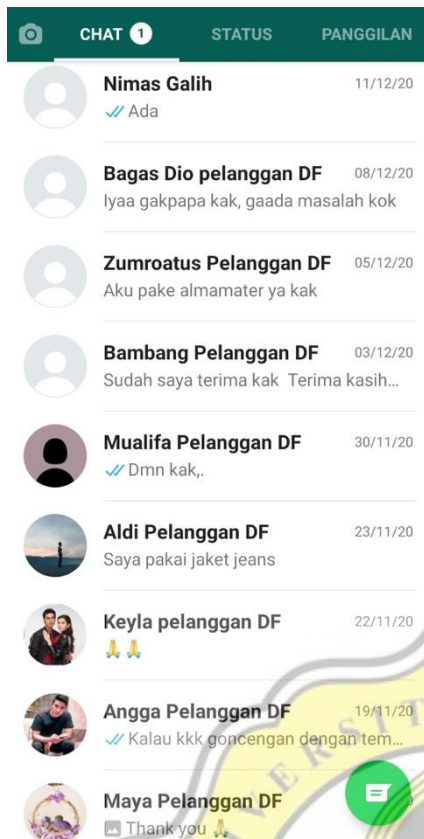 CHAT 1 STATUS PANGGILAN
Nimas Galih 11/12/20
Ada
Bagas Dio pelanggan DF 08/12/20
Iyaa gakpapa kak, gaada masalah kok
Zumroatus Pelanggan DF 05/12/20
Aku pake almamater ya kak
Bambang Pelanggan DF 03/12/20
Sudah saya terima kak Terima kasih...
Mualifa Pelanggan DF 30/11/20
Dmn kak,.
Aldi Pelanggan DF 23/11/20
Saya pakai jaket jeans
Keyla pelanggan DF 22/11/20
🙏 🙏
Angga Pelanggan DF 19/11/20
Kalau kkk goncengan dengan tem...
Maya Pelanggan DF
Thank you 🙏